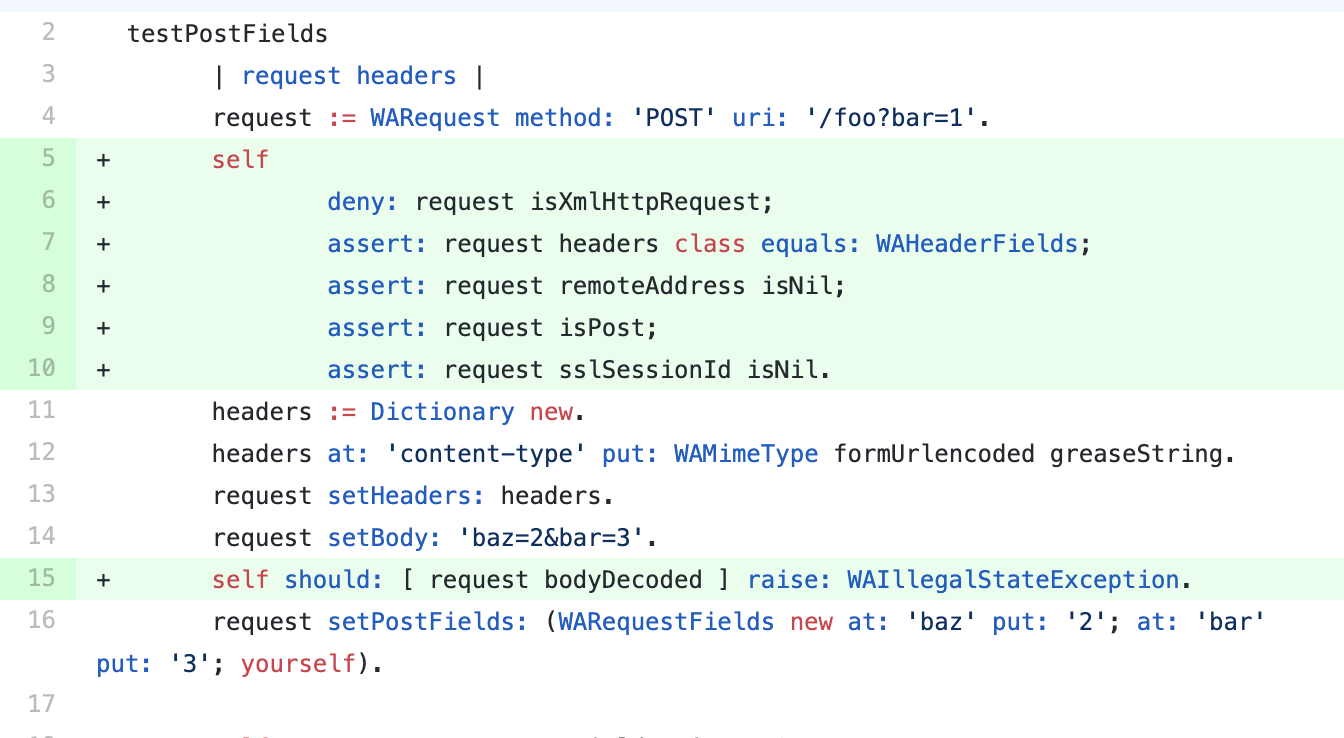 2 testPostFields
3 | request headers |
4 request := WARequest method: 'POST' uri: '/foo?bar=1'.
5 + self
6 + deny: request isXmlHttpRequest;
7 + assert: request headers class equals: WAHeaderFields;
8 + assert: request remoteAddress isNil;
9 + assert: request isPost;
10 + assert: request sslSessionId isNil.
11 headers := Dictionary new.
12 headers at: 'content-type' put: WAMimeType formUrlencoded greaseString.
13 request setHeaders: headers.
14 request setBody: 'baz=2&bar=3'.
15 + self should: [ request bodyDecoded ] raise: WAIllegalStateException.
16 request setPostFields: (WARequestFields new at: 'baz' put: '2'; at: 'bar'
put: '3'; yourself).
17